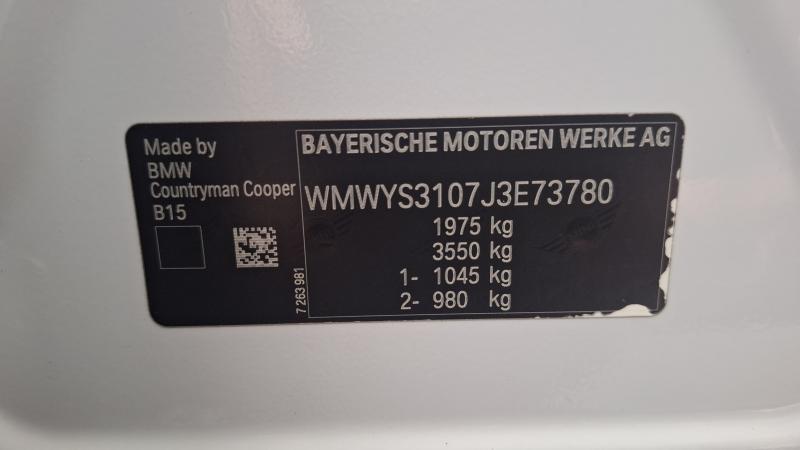 Made by
BMW
Countryman Cooper
B15
7 263 981
BAYERISCHE MOTOREN WERKE AG
WMWYS3107J3E73780
1975 kg
3550 kg
1- 1045 kg
2- 980 kg